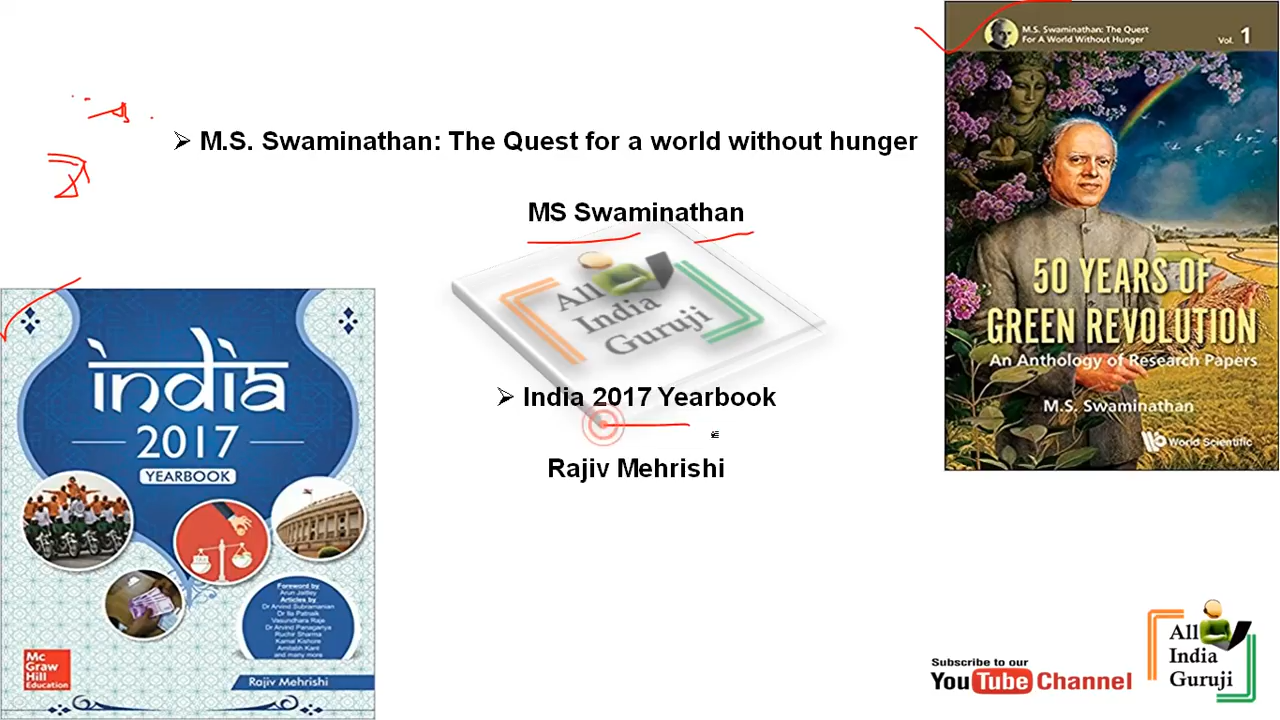 M.S. Swaminathan: The Quest
For A World Without Hunger
Vol. 1
➢ M.S. Swaminathan: The Quest for a world without hunger
MS Swaminathan
All
India
Guruji
50 YEARS OF
GREEN REVOLUTION
An Anthology of Research Papers
M.S. Swaminathan
World Scientific
➢ India 2017 Yearbook
Rajiv Mehrishi
india
2017
YEARBOOK
Foreword by
Arun Jaitley
Articles by
Dr Arvind Subramanian
Dr Ila Patnaik
Vasundhara Raje
Dr Arvind Panagariya
Ruchir Sharma
Kamal Kishore
Amitabh Kant
and many more
Mc
Graw
Hill
Education
Rajiv Mehrishi
Subscribe to our
YouTube Channel
All
India
Guruji